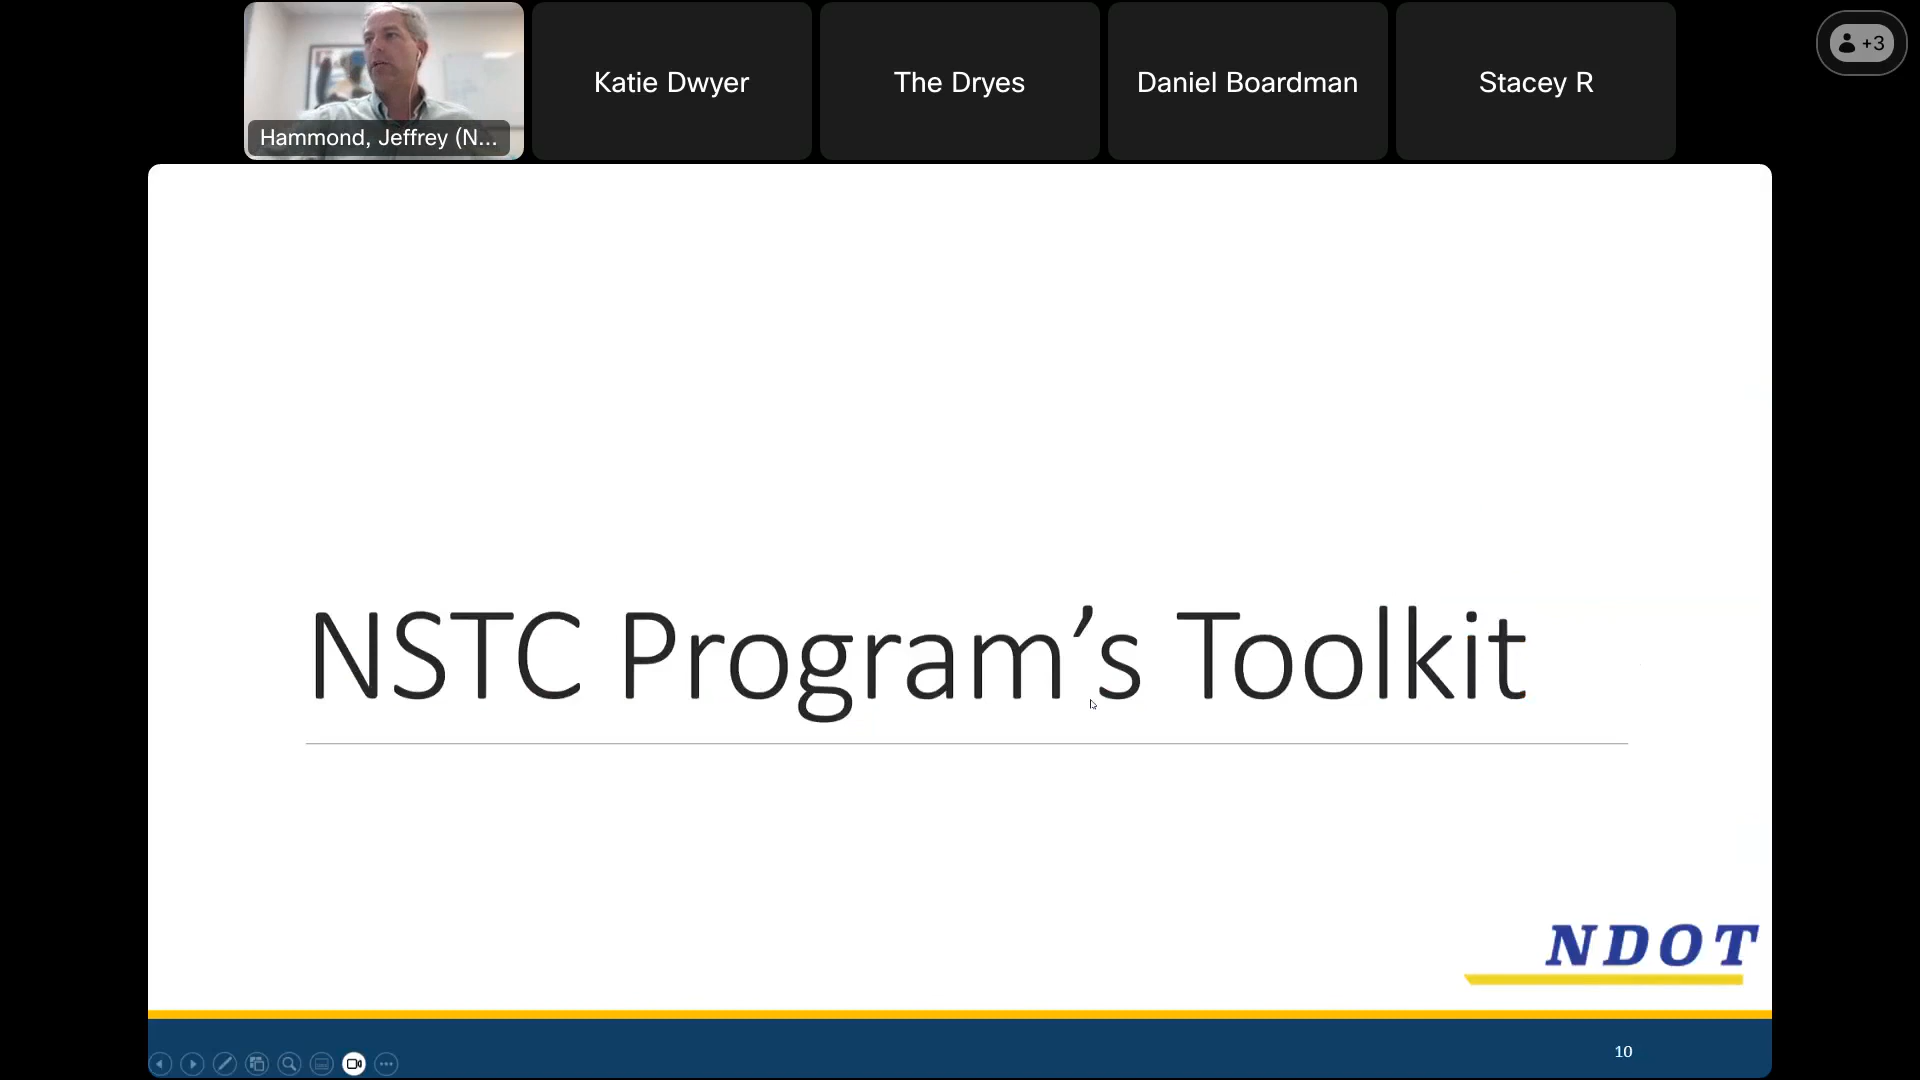 Hammond, Jeffrey (N...
Katie Dwyer
The Dryes
Daniel Boardman
Stacey R
+3
NSTC Program’s Toolkit
NDOT
10